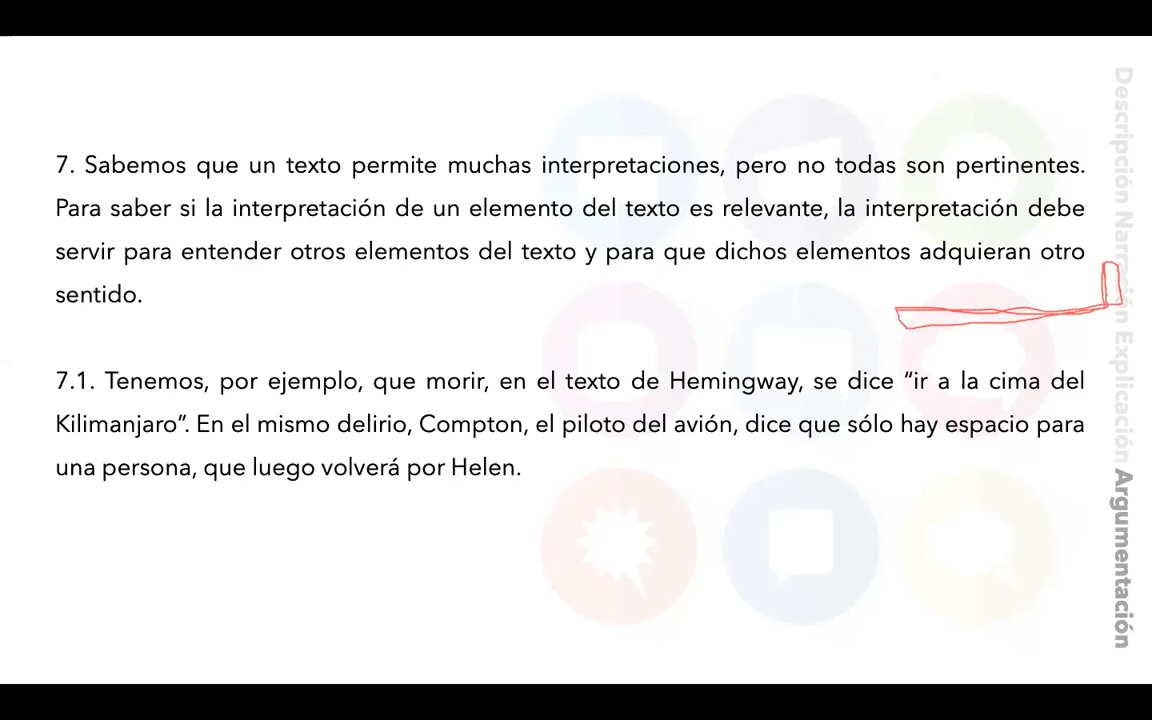 7. Sabemos que un texto permite muchas interpretaciones, pero no todas son pertinentes.
Para saber si la interpretación de un elemento del texto es relevante, la interpretación debe
servir para entender otros elementos del texto y para que dichos elementos adquieran otro
sentido.
7.1. Tenemos, por ejemplo, que morir, en el texto de Hemingway, se dice “ir a la cima del
Kilimanjaro”. En el mismo delirio, Compton, el piloto del avión, dice que sólo hay espacio para
una persona, que luego volverá por Helen.
Descripción Narración Explicación Argumentación